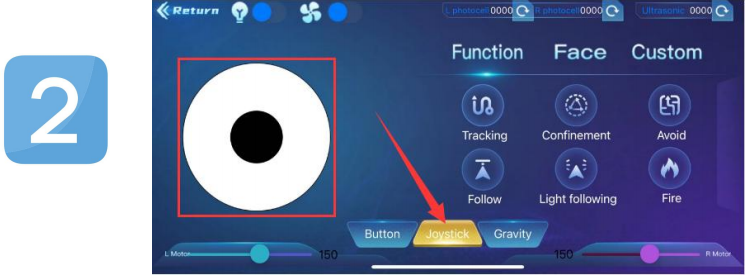 2
Return L photocell 0000 R photocell 0000 Ultrasonic 0000
Function Face Custom
Tracking Confinement Avoid
Follow Light following Fire
Button Joystick Gravity
L Motor 150 150 R Motor